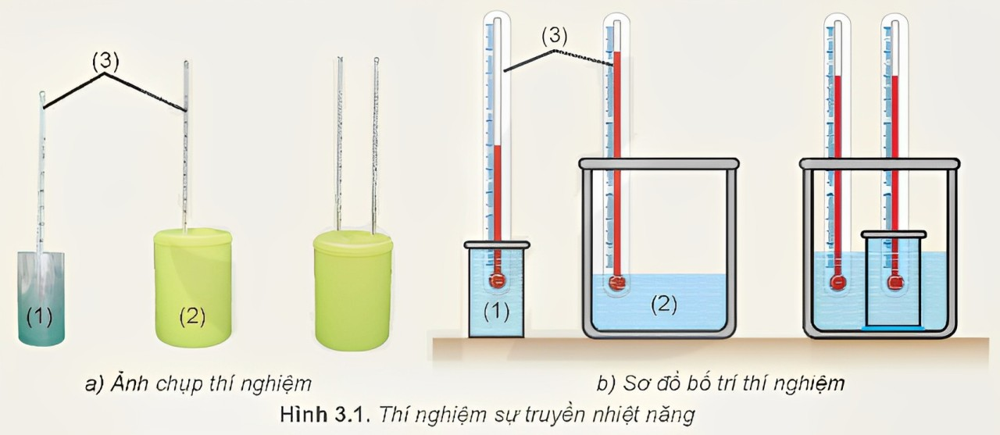 (3)
(1)
(2)
(3)
(1)
(2)
a) Ảnh chụp thí nghiệm
b) Sơ đồ bố trí thí nghiệm
Hình 3.1. Thí nghiệm sự truyền nhiệt năng